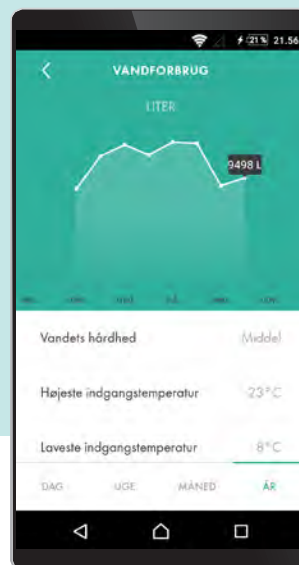 21 % 21.56
VANDFORBRUG
LITER
9498 L
Vandets hårdhed Middel
Højeste indgangstemperatur 23°C
Laveste indgangstemperatur 8°C
DAG UGE MÅNED ÅR